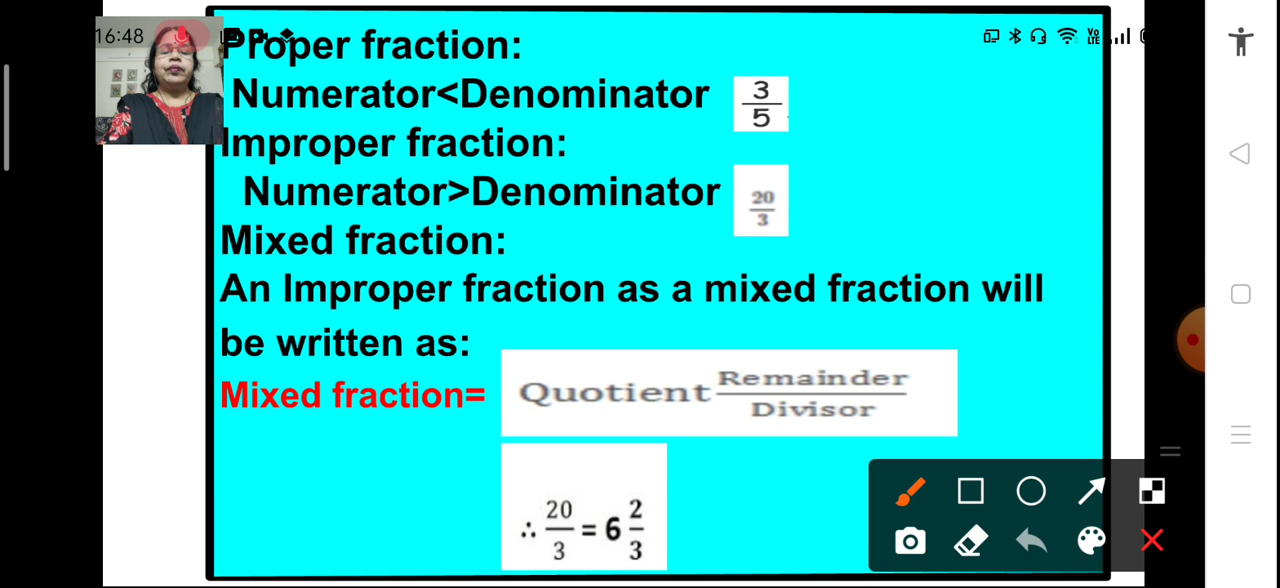 16:48
Proper fraction:
Numerator<Denominator 3/5
Improper fraction:
Numerator>Denominator 20/3
Mixed fraction:
An Improper fraction as a mixed fraction will
be written as:
Mixed fraction= Quotient Remainder/Divisor
∴ 20/3 = 6 2/3